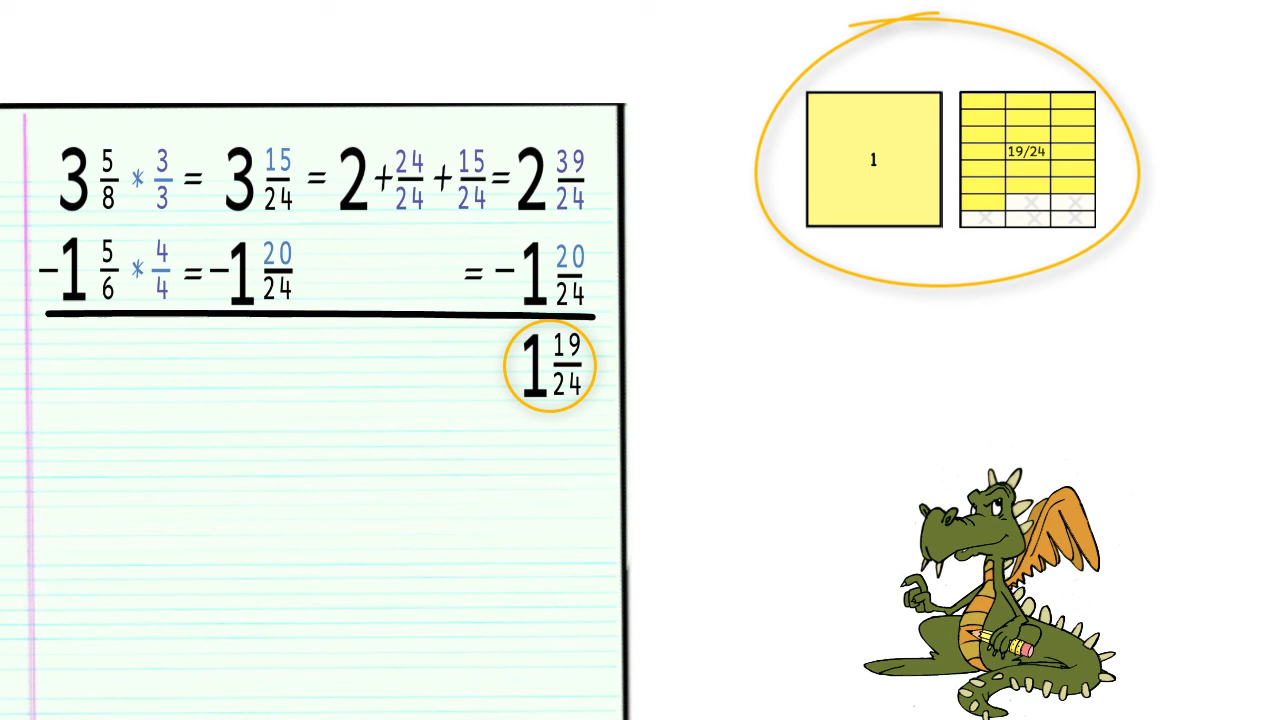 3 5/8 * 3/3 = 3 15/24 = 2 + 24/24 + 15/24 = 2 39/24
-1 5/6 * 4/4 = -1 20/24 = -1 20/24
1 19/24
1
19/24